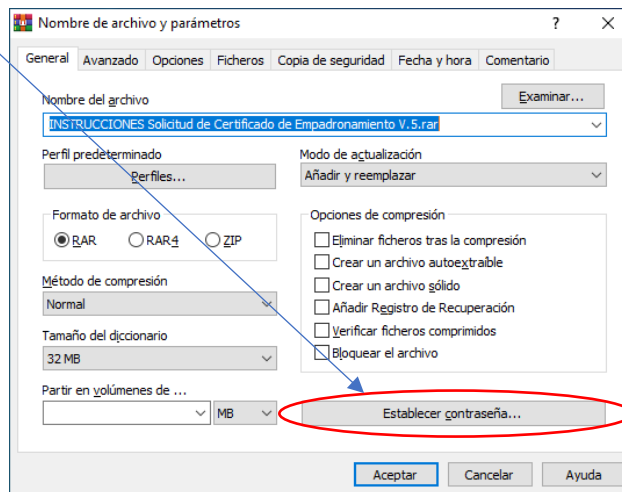 Nombre de archivo y parámetros
General Avanzado Opciones Ficheros Copia de seguridad Fecha y hora Comentario
Nombre del archivo
Examinar...
INSTRUCCIONES Solicitud de Certificado de Empadronamiento V.5.rar
Perfil predeterminado
Modo de actualización
Perfiles...
Añadir y reemplazar
Formato de archivo
Opciones de compresión
RAR RAR4 ZIP
Eliminar ficheros tras la compresión
Crear un archivo autoextraíble
Método de compresión
Crear un archivo sólido
Normal
Añadir Registro de Recuperación
Verificar ficheros comprimidos
Tamaño del diccionario
Bloquear el archivo
32 MB
Partir en volúmenes de ...
MB
Establecer contraseña...
Aceptar Cancelar Ayuda